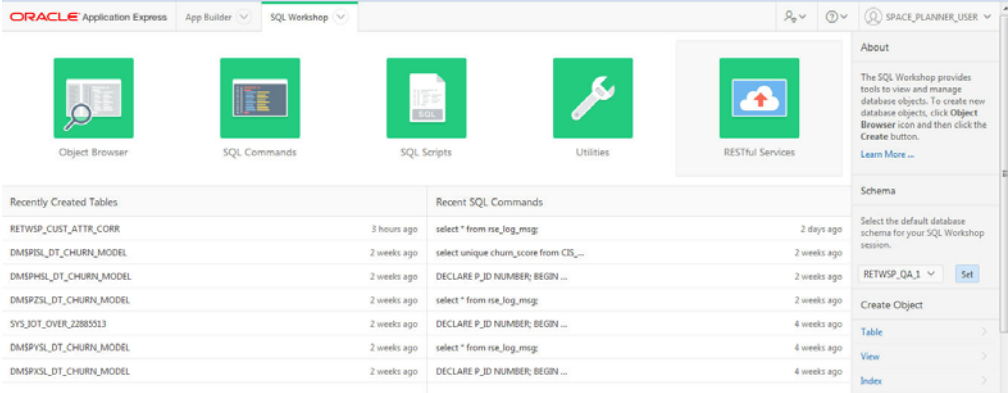 ORACLE Application Express App Builder SQL Workshop SPACE_PLANNER_USER
SQL
Object Browser SQL Commands SQL Scripts Utilities RESTful Services
Recently Created Tables
RETWSP_CUST_ATTR_CORR 3 hours ago
DM$PISL_DT_CHURN_MODEL 2 weeks ago
DM$PHSL_DT_CHURN_MODEL 2 weeks ago
DM$PZSL_DT_CHURN_MODEL 2 weeks ago
SYS_IOT_OVER_22885513 2 weeks ago
DM$PYSL_DT_CHURN_MODEL 2 weeks ago
DM$PXSL_DT_CHURN_MODEL 2 weeks ago
Recent SQL Commands
select * from rse_log_msg; 2 days ago
select unique churn_score from CIS_... 2 weeks ago
DECLARE P_ID NUMBER; BEGIN ... 2 weeks ago
select * from rse_log_msg; 2 weeks ago
DECLARE P_ID NUMBER; BEGIN ... 4 weeks ago
select * from rse_log_msg; 4 weeks ago
DECLARE P_ID NUMBER; BEGIN ... 4 weeks ago
About
The SQL Workshop provides
tools to view and manage
database objects. To create new
database objects, click Object
Browser icon and then click the
Create button.
Learn More ...
Schema
Select the default database
schema for your SQL Workshop
session.
RETWSP_QA_1 Set
Create Object
Table
View
Index